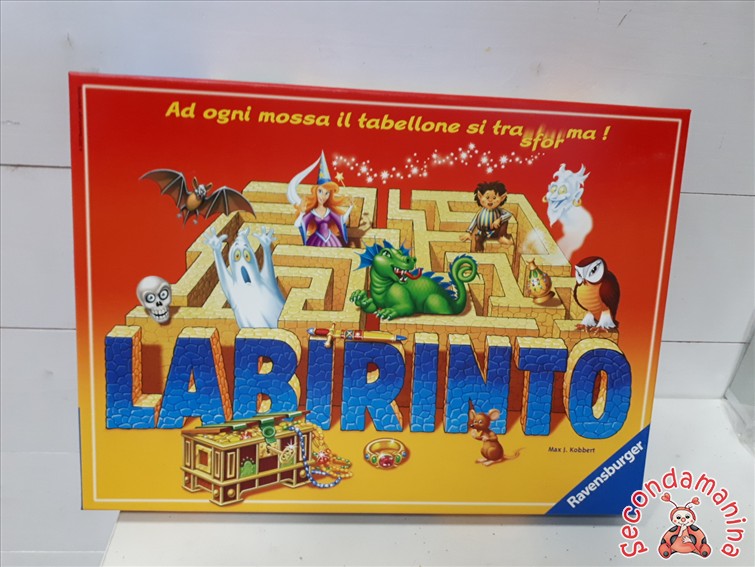 Ad ogni mossa il tabellone si trasforma !
LABIRINTO
Max J. Kobbert
Ravensburger
Secondamanina